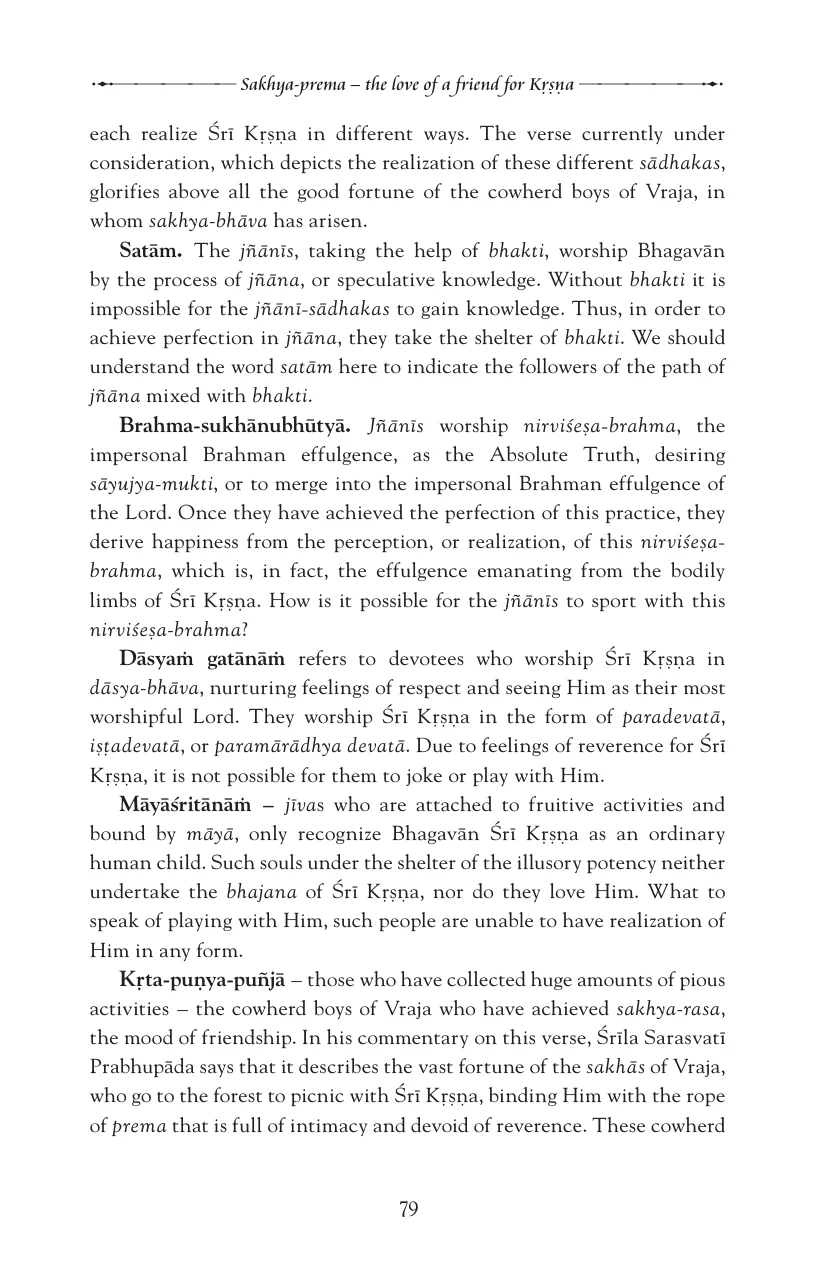 Sakhya-prema – the love of a friend for Kṛṣṇa
each realize Śrī Kṛṣṇa in different ways. The verse currently under
consideration, which depicts the realization of these different sādhakas,
glorifies above all the good fortune of the cowherd boys of Vraja, in
whom sakhya-bhāva has arisen.
Satām. The jñānīs, taking the help of bhakti, worship Bhagavān
by the process of jñāna, or speculative knowledge. Without bhakti it is
impossible for the jñānī-sādhakas to gain knowledge. Thus, in order to
achieve perfection in jñāna, they take the shelter of bhakti. We should
understand the word satām here to indicate the followers of the path of
jñāna mixed with bhakti.
Brahma-sukhānubhūtyā. Jñānīs worship nirviśeṣa-brahma, the
impersonal Brahman effulgence, as the Absolute Truth, desiring
sāyujya-mukti, or to merge into the impersonal Brahman effulgence of
the Lord. Once they have achieved the perfection of this practice, they
derive happiness from the perception, or realization, of this nirviśeṣa-
brahma, which is, in fact, the effulgence emanating from the bodily
limbs of Śrī Kṛṣṇa. How is it possible for the jñānīs to sport with this
nirviśeṣa-brahma?
Dāsyaṁ gatānāṁ refers to devotees who worship Śrī Kṛṣṇa in
dāsya-bhāva, nurturing feelings of respect and seeing Him as their most
worshipful Lord. They worship Śrī Kṛṣṇa in the form of paradevatā,
iṣṭadevatā, or paramārādhya devatā. Due to feelings of reverence for Śrī
Kṛṣṇa, it is not possible for them to joke or play with Him.
Māyāśritānāṁ – jīvas who are attached to fruitive activities and
bound by māyā, only recognize Bhagavān Śrī Kṛṣṇa as an ordinary
human child. Such souls under the shelter of the illusory potency neither
undertake the bhajana of Śrī Kṛṣṇa, nor do they love Him. What to
speak of playing with Him, such people are unable to have realization of
Him in any form.
Kṛta-puṇya-puñjā – those who have collected huge amounts of pious
activities – the cowherd boys of Vraja who have achieved sakhya-rasa,
the mood of friendship. In his commentary on this verse, Śrīla Sarasvatī
Prabhupāda says that it describes the vast fortune of the sakhās of Vraja,
who go to the forest to picnic with Śrī Kṛṣṇa, binding Him with the rope
of prema that is full of intimacy and devoid of reverence. These cowherd
79